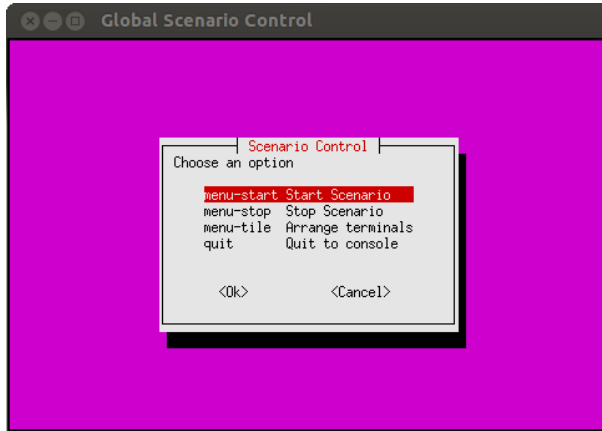 Global Scenario Control
Scenario Control
Choose an option
menu-start Start Scenario
menu-stop Stop Scenario
menu-tile Arrange terminals
quit Quit to console
<Ok> <Cancel>